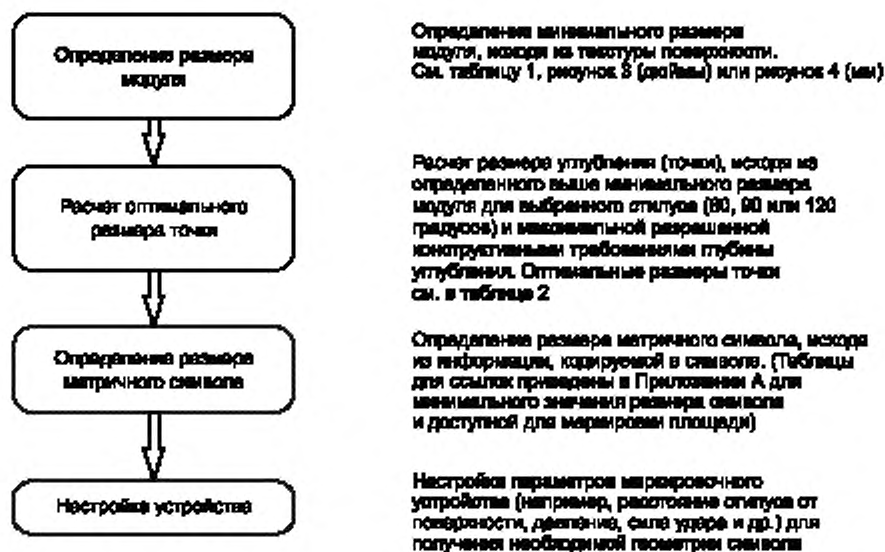 Определение размера
модуля
Определение минимального размера
модуля, исходя из текстуры поверхности.
См. таблицу 1, рисунок 3 (дюймы) или рисунок 4 (мм)
Расчет оптимального
размера точки
Расчет размера углубления (точки), исходя из
определенного выше минимального размера
модуля для выбранного стилуса (60, 90 или 120
градусов) и максимальной разрешенной
конструктивными требованиями глубины
углубления. Оптимальные размеры точки
см. в таблице 2
Определение размера
матричного символа
Определение размера матричного символа, исходя
из информации, кодируемой в символе. (Таблицы
для ссылок приведены в Приложении А для
минимального значения размера символа
и доступной для маркировки площади)
Настройка устройства
Настройка параметров маркировочного
устройства (например, расстояние стилуса от
поверхности, давление, сила удара и др.) для
получения необходимой геометрии символа